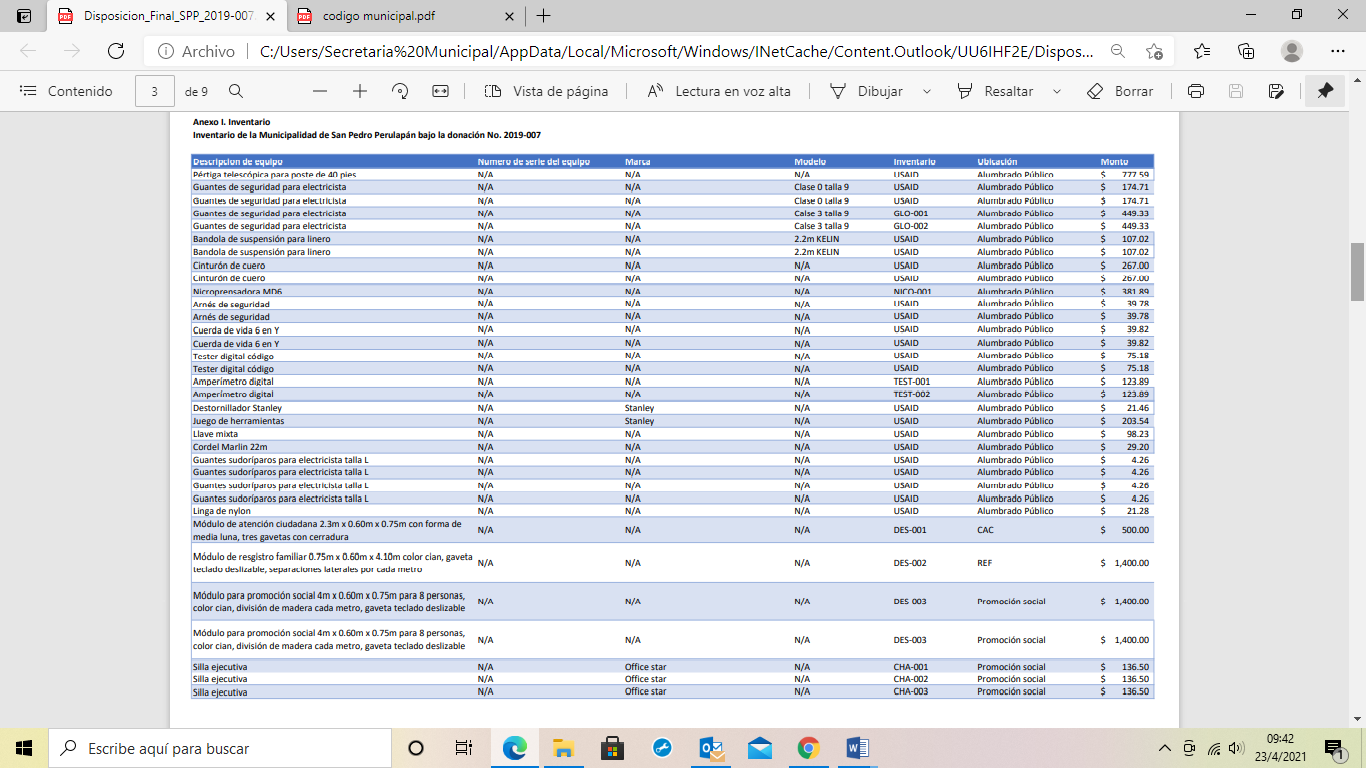 Disposicion_Final_SPP_2019-007.
codigo municipal.pdf
Archivo
C:/Users/Secretaria%20Municipal/AppData/Local/Microsoft/Windows/INetCache/Content.Outlook/UU6IHF2E/Dispos...
Contenido 3 de 9 Vista de página Lectura en voz alta Dibujar Resaltar Borrar
Anexo I. Inventario
Inventario de la Municipalidad de San Pedro Perulapán bajo la donación No. 2019-007
Descripcion de equipo Numero de serie del equipo Marca Modelo Inventario Ubicación Monto
Pértiga telescópica para poste de 40 pies N/A N/A N/A USAID Alumbrado Público $ 777.59
Guantes de seguridad para electricista N/A N/A Clase 0 talla 9 USAID Alumbrado Público $ 174.71
Guantes de seguridad para electricista N/A N/A Clase 0 talla 9 USAID Alumbrado Público $ 174.71
Guantes de seguridad para electricista N/A N/A Calse 3 talla 9 GLO-001 Alumbrado Público $ 449.33
Guantes de seguridad para electricista N/A N/A Calse 3 talla 9 GLO-002 Alumbrado Público $ 449.33
Bandola de suspensión para linero N/A N/A 2.2m KELIN USAID Alumbrado Público $ 107.02
Bandola de suspensión para linero N/A N/A 2.2m KELIN USAID Alumbrado Público $ 107.02
Cinturón de cuero N/A N/A N/A USAID Alumbrado Público $ 267.00
Cinturón de cuero N/A N/A N/A USAID Alumbrado Público $ 267.00
Nicroprensadora MD6 N/A N/A N/A NICO-001 Alumbrado Público $ 381.89
Arnés de seguridad N/A N/A N/A USAID Alumbrado Público $ 39.78
Arnés de seguridad N/A N/A N/A USAID Alumbrado Público $ 39.78
Cuerda de vida 6 en Y N/A N/A N/A USAID Alumbrado Público $ 39.82
Cuerda de vida 6 en Y N/A N/A N/A USAID Alumbrado Público $ 39.82
Tester digital código N/A N/A N/A USAID Alumbrado Público $ 75.18
Tester digital código N/A N/A N/A USAID Alumbrado Público $ 75.18
Amperímetro digital N/A N/A N/A TEST-001 Alumbrado Público $ 123.89
Amperímetro digital N/A N/A N/A TEST-002 Alumbrado Público $ 123.89
Destornillador Stanley N/A Stanley N/A USAID Alumbrado Público $ 21.46
Juego de herramientas N/A Stanley N/A USAID Alumbrado Público $ 203.54
Llave mixta N/A N/A N/A USAID Alumbrado Público $ 98.23
Cordel Marlin 22m N/A N/A N/A USAID Alumbrado Público $ 29.20
Guantes sudoríparos para electricista talla L N/A N/A N/A USAID Alumbrado Público $ 4.26
Guantes sudoríparos para electricista talla L N/A N/A N/A USAID Alumbrado Público $ 4.26
Guantes sudoríparos para electricista talla L N/A N/A N/A USAID Alumbrado Público $ 4.26
Guantes sudoríparos para electricista talla L N/A N/A N/A USAID Alumbrado Público $ 4.26
Linga de nylon N/A N/A N/A USAID Alumbrado Público $ 21.28
Módulo de atención ciudadana 2.3m x 0.60m x 0.75m con forma de
media luna, tres gavetas con cerradura N/A N/A N/A DES-001 CAC $ 500.00
Módulo de resgistro familiar 0.75m x 0.60m x 4.10m color cian, gaveta
teclado deslizable, separaciones laterales por cada metro N/A N/A N/A DES-002 REF $ 1,400.00
Módulo para promoción social 4m x 0.60m x 0.75m para 8 personas,
color cian, división de madera cada metro, gaveta teclado deslizable N/A N/A N/A DES-003 Promoción social $ 1,400.00
Módulo para promoción social 4m x 0.60m x 0.75m para 8 personas,
color cian, división de madera cada metro, gaveta teclado deslizable N/A N/A N/A DES-003 Promoción social $ 1,400.00
Silla ejecutiva N/A Office star N/A CHA-001 Promoción social $ 136.50
Silla ejecutiva N/A Office star N/A CHA-002 Promoción social $ 136.50
Silla ejecutiva N/A Office star N/A CHA-003 Promoción social $ 136.50
Escribe aquí para buscar
09:42
23/4/2021
1